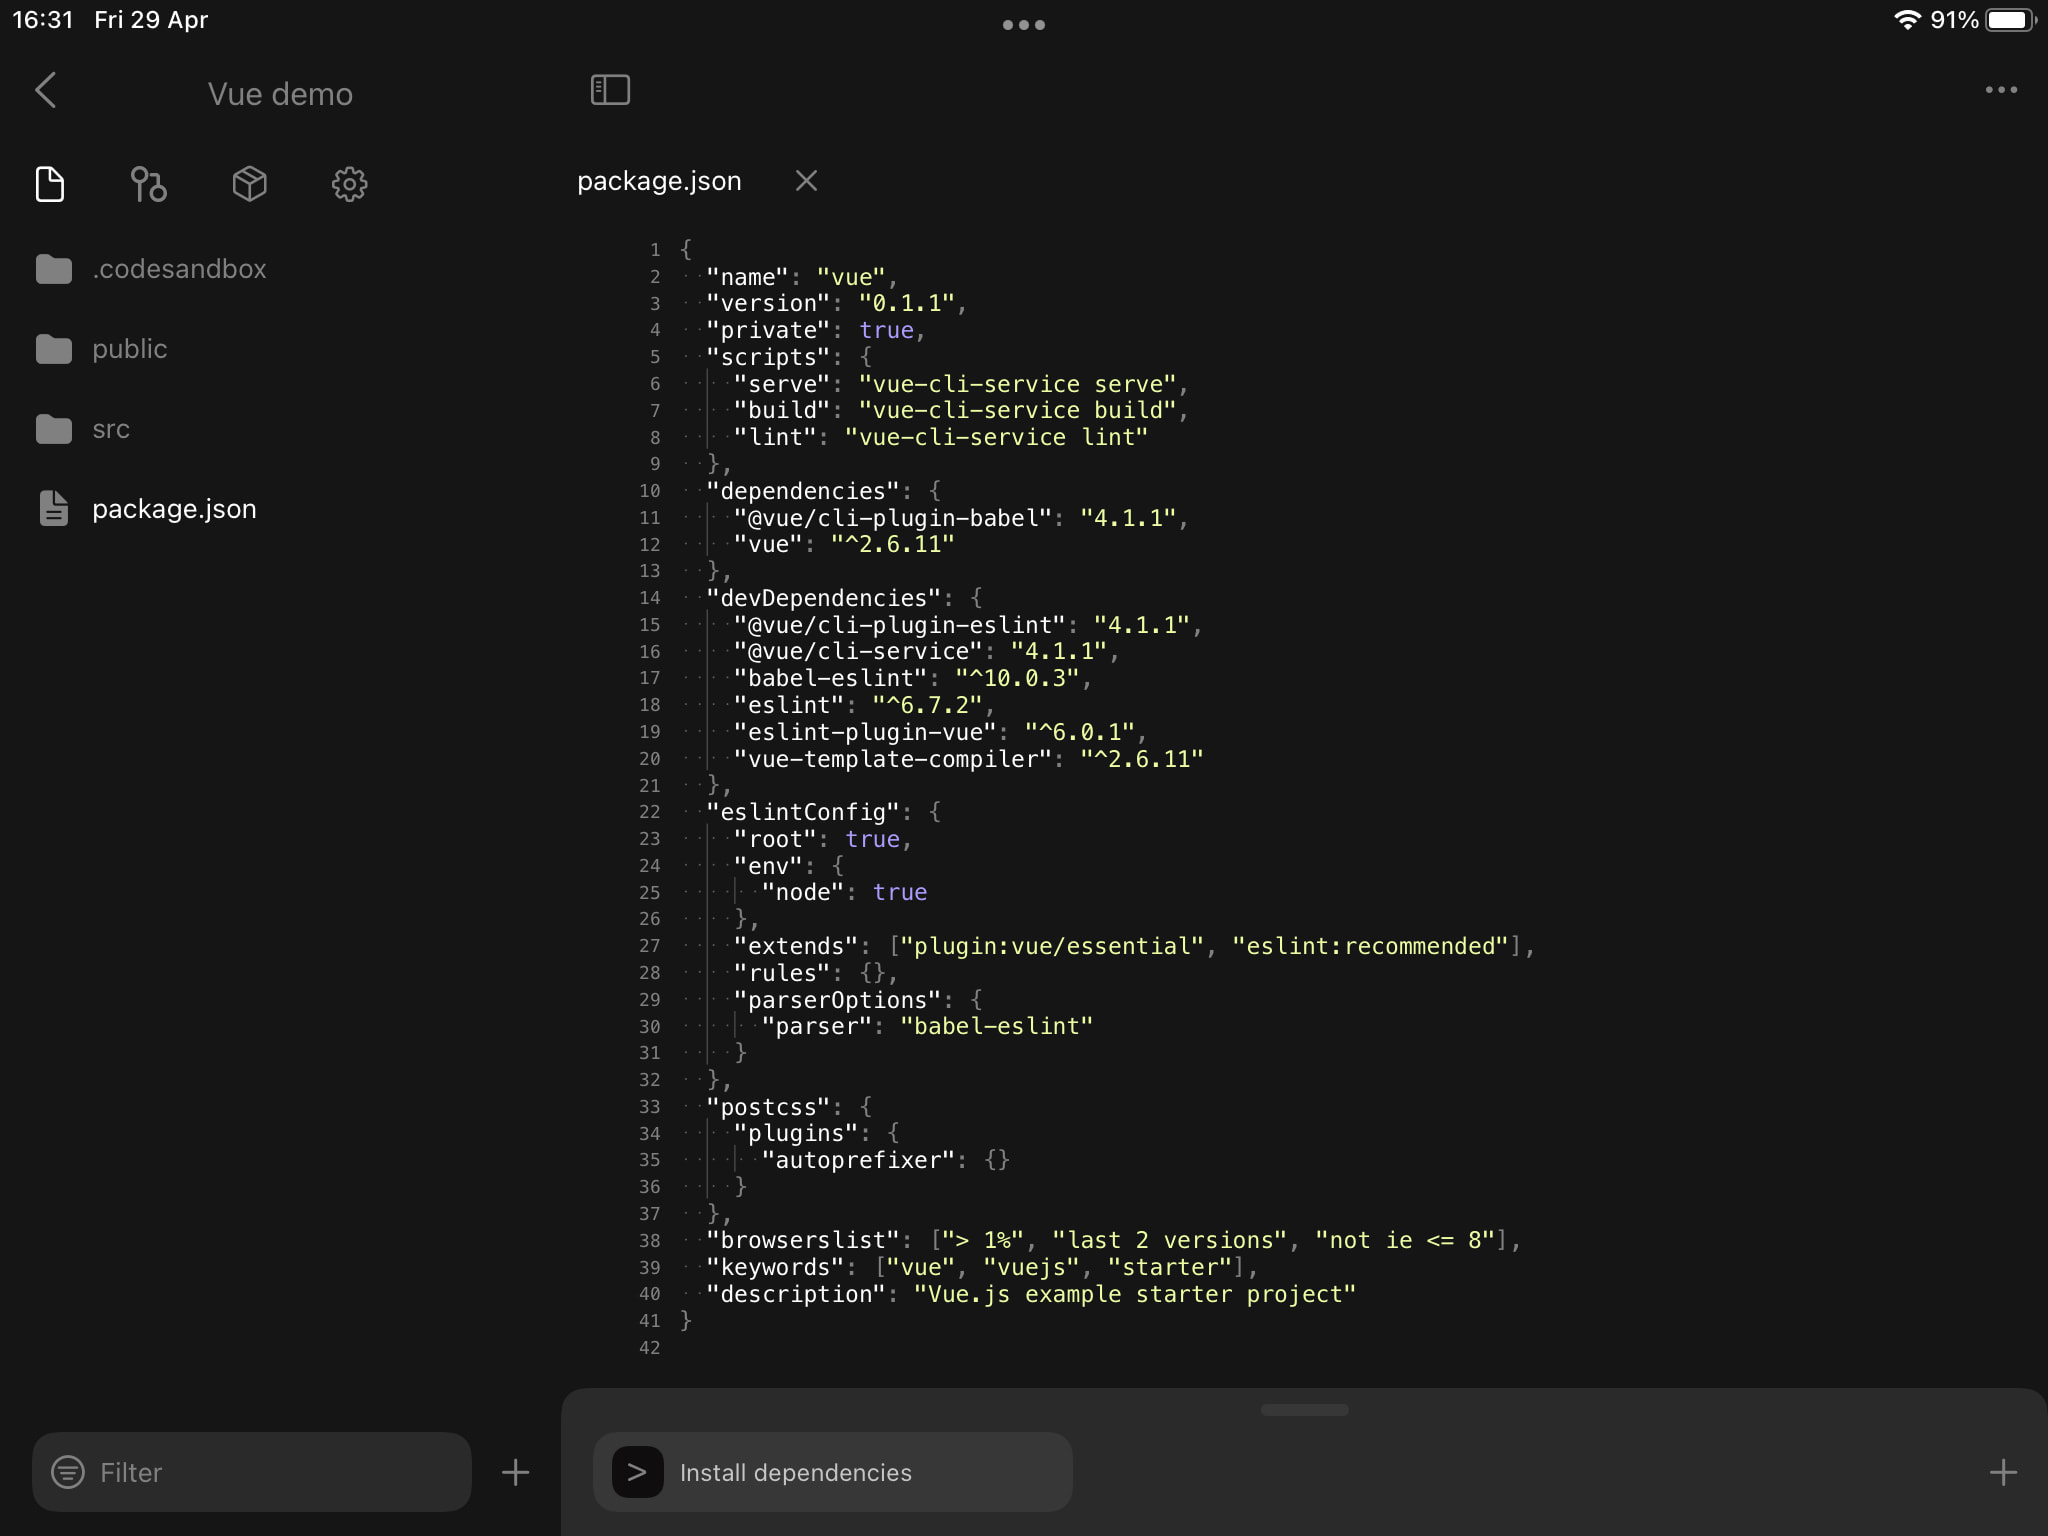 16:31 Fri 29 Apr
91%
Vue demo
package.json
.codesandbox
public
src
package.json
1 {
2 "name": "vue",
3 "version": "0.1.1",
4 "private": true,
5 "scripts": {
6 "serve": "vue-cli-service serve",
7 "build": "vue-cli-service build",
8 "lint": "vue-cli-service lint"
9 },
10 "dependencies": {
11 "@vue/cli-plugin-babel": "4.1.1",
12 "vue": "^2.6.11"
13 },
14 "devDependencies": {
15 "@vue/cli-plugin-eslint": "4.1.1",
16 "@vue/cli-service": "4.1.1",
17 "babel-eslint": "^10.0.3",
18 "eslint": "^6.7.2",
19 "eslint-plugin-vue": "^6.0.1",
20 "vue-template-compiler": "^2.6.11"
21 },
22 "eslintConfig": {
23 "root": true,
24 "env": {
25 "node": true
26 },
27 "extends": ["plugin:vue/essential", "eslint:recommended"],
28 "rules": {},
29 "parserOptions": {
30 "parser": "babel-eslint"
31 }
32 },
33 "postcss": {
34 "plugins": {
35 "autoprefixer": {}
36 }
37 },
38 "browserslist": ["> 1%", "last 2 versions", "not ie <= 8"],
39 "keywords": ["vue", "vuejs", "starter"],
40 "description": "Vue.js example starter project"
41 }
42
Filter
> Install dependencies